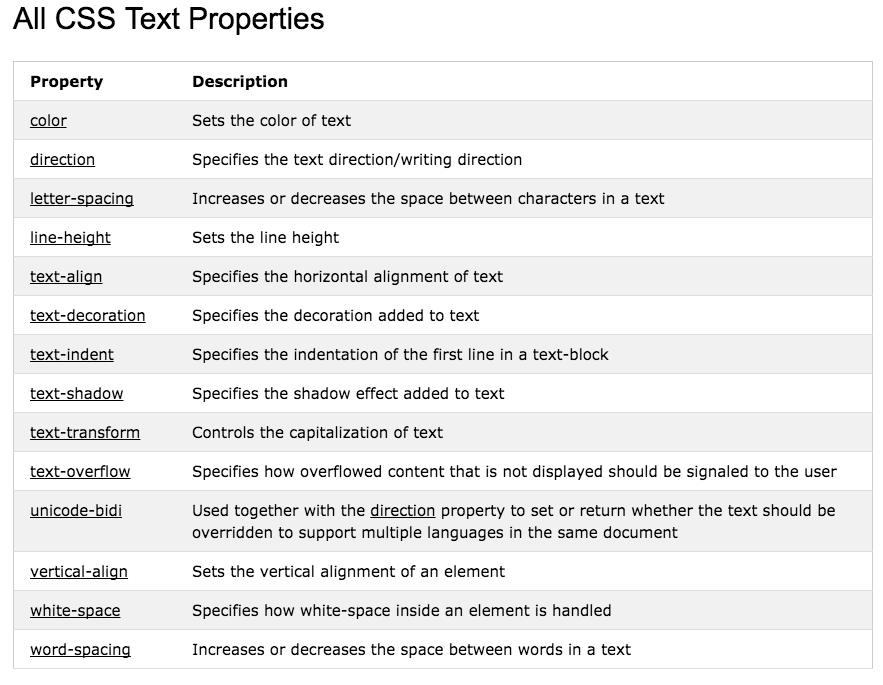 All CSS Text Properties
Property Description
color Sets the color of text
direction Specifies the text direction/writing direction
letter-spacing Increases or decreases the space between characters in a text
line-height Sets the line height
text-align Specifies the horizontal alignment of text
text-decoration Specifies the decoration added to text
text-indent Specifies the indentation of the first line in a text-block
text-shadow Specifies the shadow effect added to text
text-transform Controls the capitalization of text
text-overflow Specifies how overflowed content that is not displayed should be signaled to the user
unicode-bidi Used together with the direction property to set or return whether the text should be
overridden to support multiple languages in the same document
vertical-align Sets the vertical alignment of an element
white-space Specifies how white-space inside an element is handled
word-spacing Increases or decreases the space between words in a text